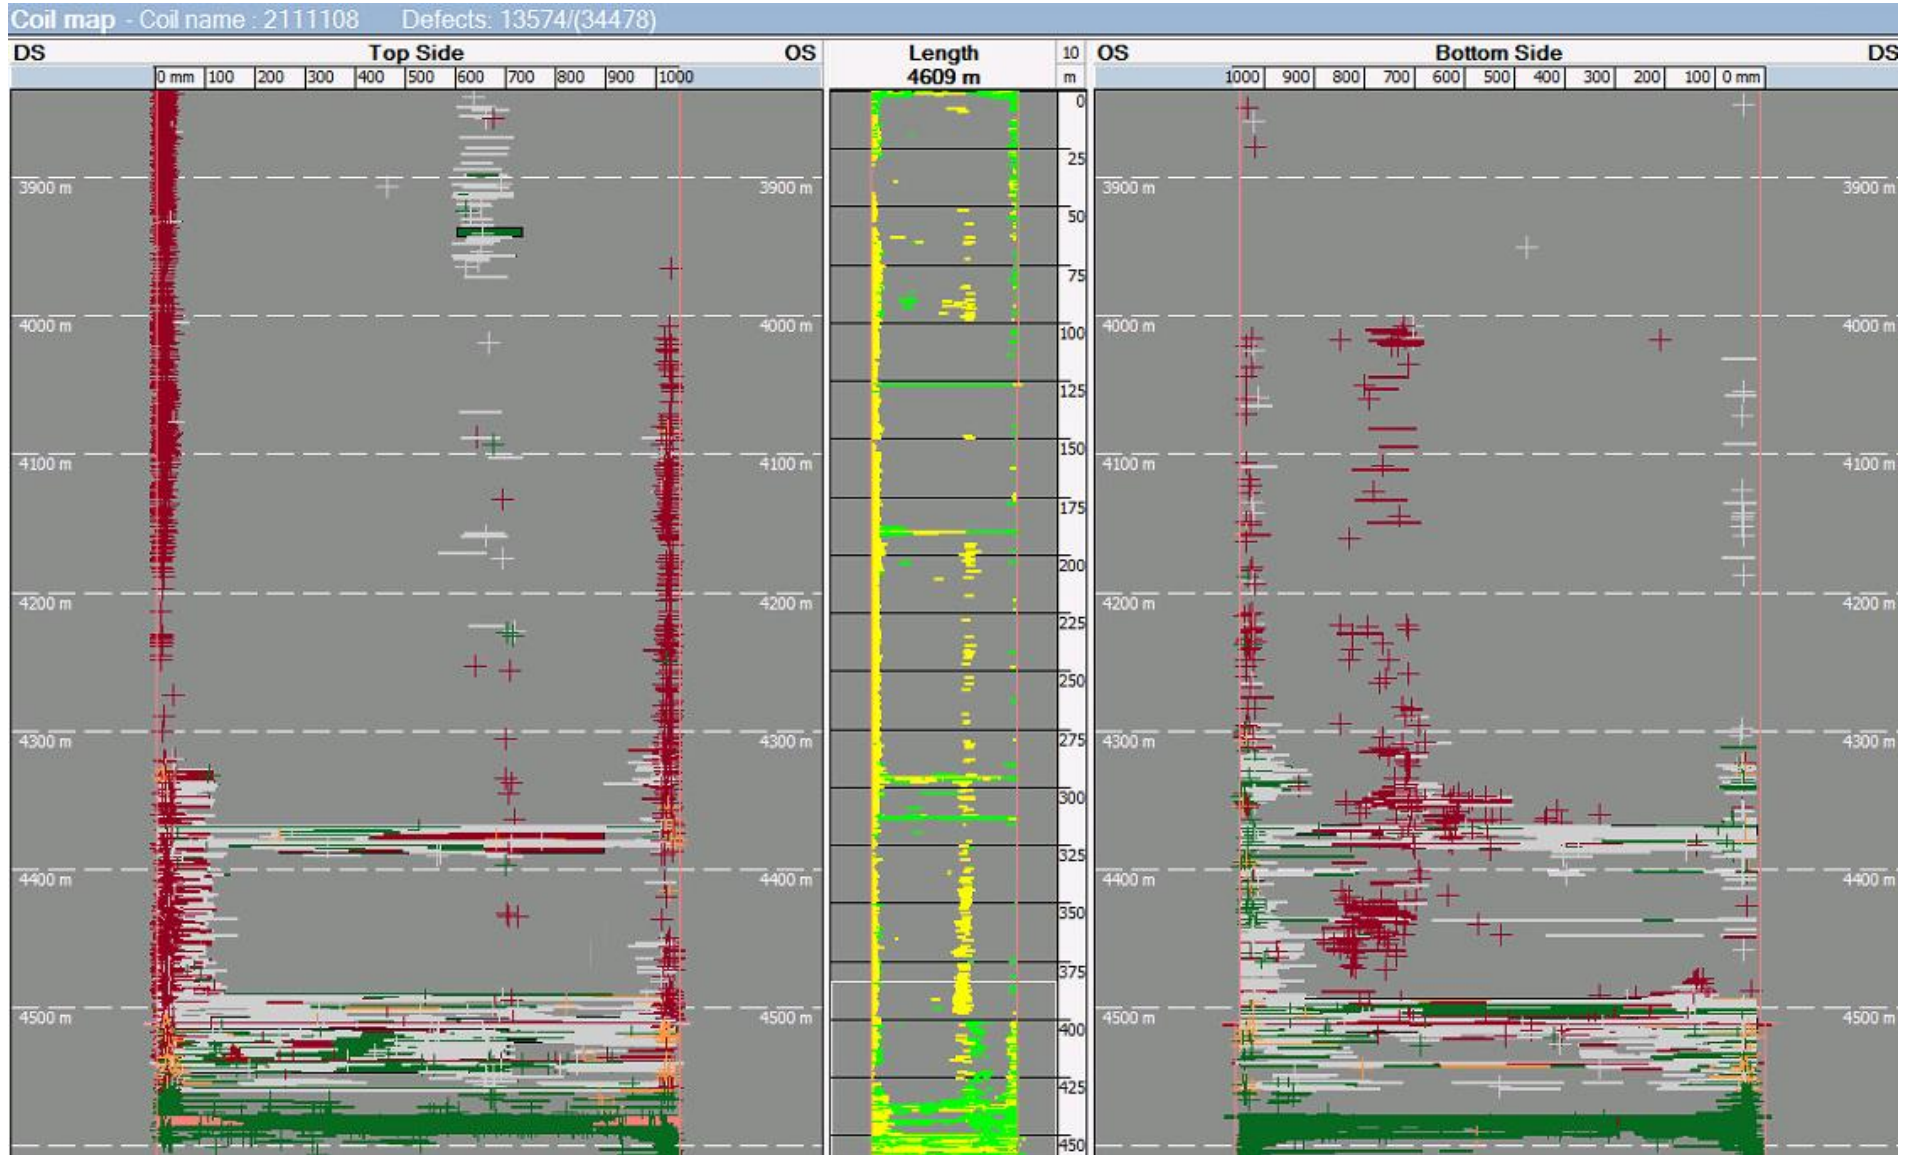 Coil map - Coil name : 2111108 Defects: 13574/(34478)
DS Top Side OS Length 10 OS Bottom Side DS
0 mm 100 200 300 400 500 600 700 800 900 1000 4609 m m 1000 900 800 700 600 500 400 300 200 100 0 mm
0
25
3900 m 3900 m 3900 m 3900 m
50
75
4000 m 4000 m 4000 m 4000 m
100
125
150
4100 m 4100 m 4100 m 4100 m
175
200
4200 m 4200 m 4200 m 4200 m
225
250
4300 m 4300 m 4300 m 4300 m
275
300
325
4400 m 4400 m 4400 m 4400 m
350
375
4500 m 4500 m 4500 m 4500 m
400
425
450